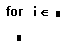 for i ∈ ▪
▪